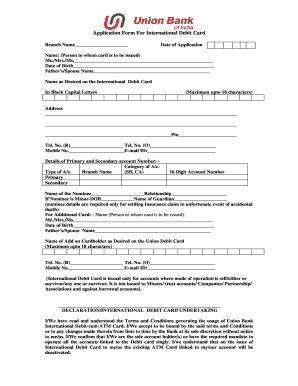 Union Bank
of India
Application Form For International Debit Card
Branch Name Date of Application
Name: (Person to whom card is to be issued)
Mr./Mrs./Ms.
Date of Birth
Father's/Spouse Name
Name as Desired on the International Debit Card
In Block Capital Letters (Maximum upto 18 characters)
Address
Pin
Tel. No. (R) Tel. No. (O)
Mobile No. E-mail ID:
Details of Primary and Secondary account Number: -
Type of A/c. Branch Name Category of A/c. (SB, CA) 16 Digit Account Number
Primary
Secondary
Name of the Nominee Relationship
If Nominee is Minor-DOB Name of Guardian
(nominee details are required only for settling Insurance claim in unfortunate event of accidental
death)
For Additional Card: - Name (Person to whom card is to be issued).
Mr./Mrs./Ms.
Date of Birth
Father's/Spouse Name
Name of Add on Cardholder as Desired on the Union Debit Card
(Maximum upto 18 characters)
Tel. No. (R) Tel. No. (O)
Mobile No. E-mail ID:
[International Debit Card is issued only for accounts where mode of operation is self/either or
survivor/any one or survivor. It is not issued to Minors/ trust accounts/ Companies/ Partnership/
Associations and against borrowal accounts].
DECLARATION/INTERNATIONAL DEBIT CARD UNDERTAKING
I/We have read and understood the Terms and Conditions governing the usage of Union Bank
International Debit-cum-ATM Card. I/We accept to be bound by the said terms and Conditions
or to any changes made therein from time to time by the Bank at its sole discretion without notice
to me/us. I/We confirm that I/We are the sole account holder(s) or have the required mandate to
operate all the accounts linked to the Debit card singly. I/we understand that on the issue of
International Debit Card to me/us the existing ATM Card linked to my/our account will be
deactivated.